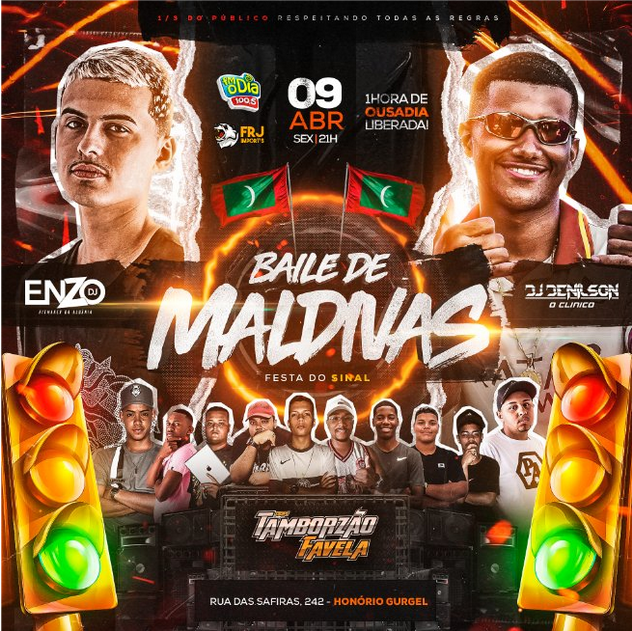 1/3 DO PÚBLICO RESPEITANDO TODAS AS REGRAS
FM
O DIA
100,5
FRJ
IMPORTS
09
ABR
SEX | 21H
1 HORA DE
OUSADIA
LIBERADA!
BAILE DE
MALDIVAS
FESTA DO SINAL
ENZO DJ
DJ DENILSON
O CLINICO
TAMBORZÃO
FAVELA
RUA DAS SAFIRAS, 242 - HONÓRIO GURGEL